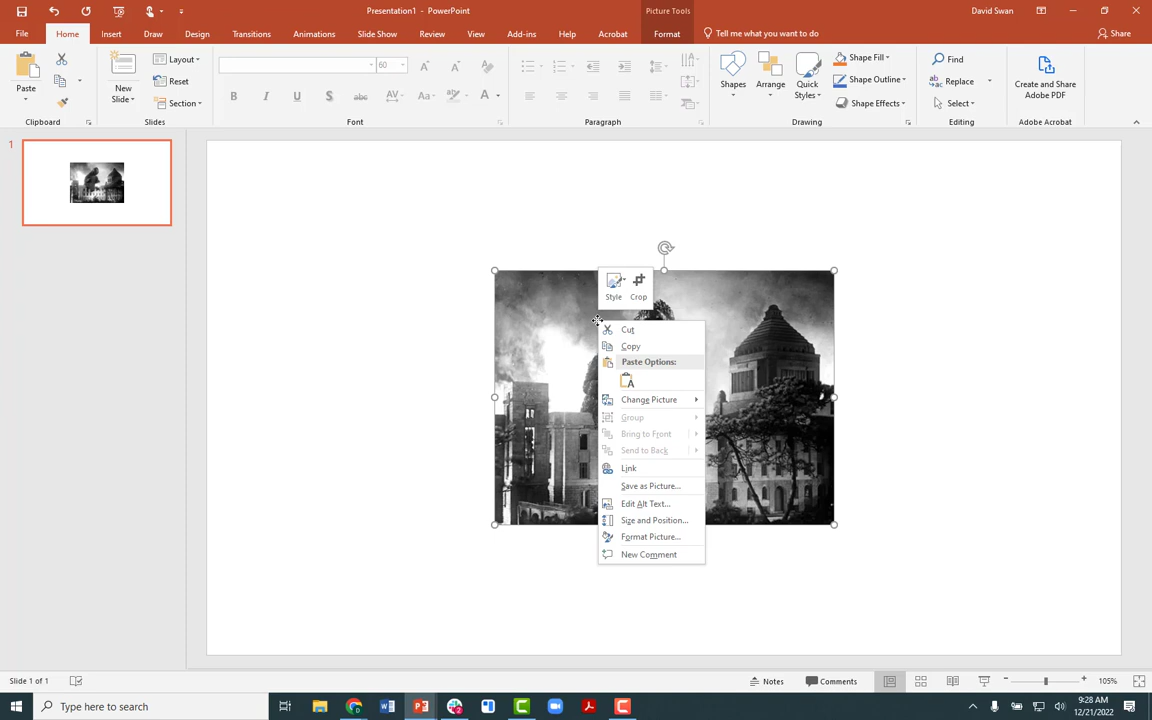 Presentation1 - PowerPoint
Picture Tools
David Swan
File
Home
Insert
Draw
Design
Transitions
Animations
Slide Show
Review
View
Add-ins
Help
Acrobat
Format
Tell me what you want to do
Share
Paste
New
Slide
Layout
Reset
Section
60
B
I
U
S
abc
AV
Aa
A
Shapes
Arrange
Quick
Styles
Shape Fill
Shape Outline
Shape Effects
Find
Replace
Select
Create and Share
Adobe PDF
Clipboard
Slides
Font
Paragraph
Drawing
Editing
Adobe Acrobat
1
Style
Crop
Cut
Copy
Paste Options:
Change Picture
Group
Bring to Front
Send to Back
Link
Save as Picture...
Edit Alt Text...
Size and Position...
Format Picture...
New Comment
Slide 1 of 1
Notes
Comments
105%
Type here to search
9:28 AM
12/21/2022